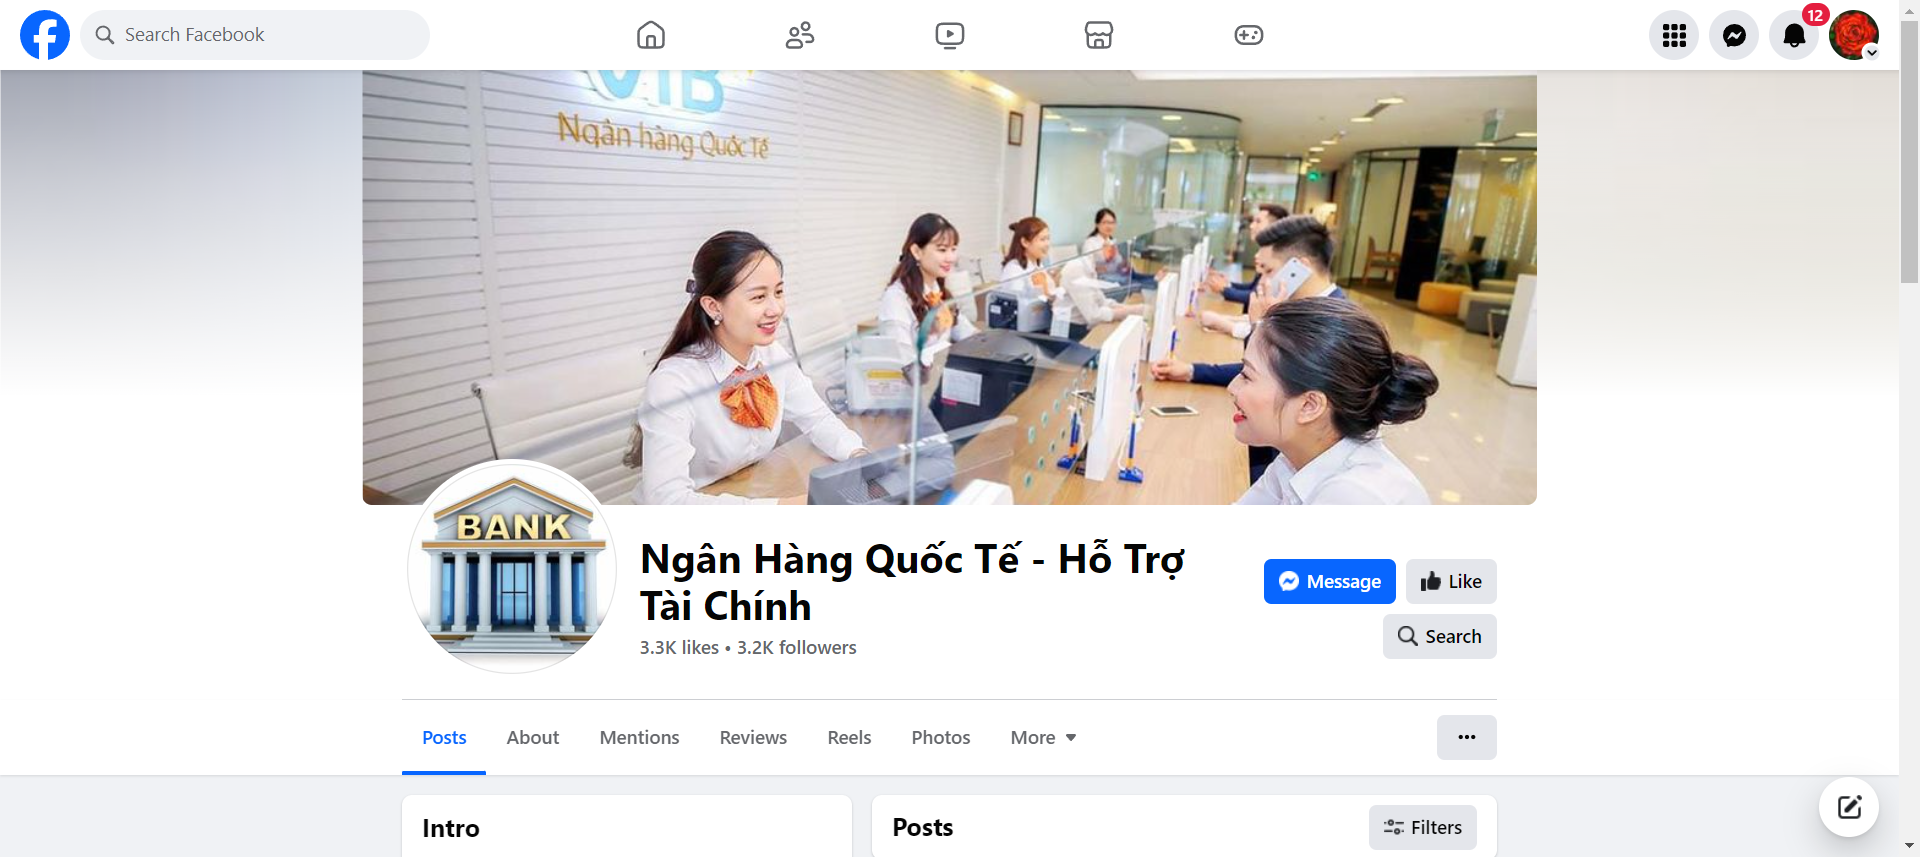 Search Facebook
12
VIB
Ngân hàng Quốc Tế
BANK
Ngân Hàng Quốc Tế - Hỗ Trợ
Tài Chính
3.3K likes • 3.2K followers
Message
Like
Search
Posts
About
Mentions
Reviews
Reels
Photos
More
Intro
Posts
Filters